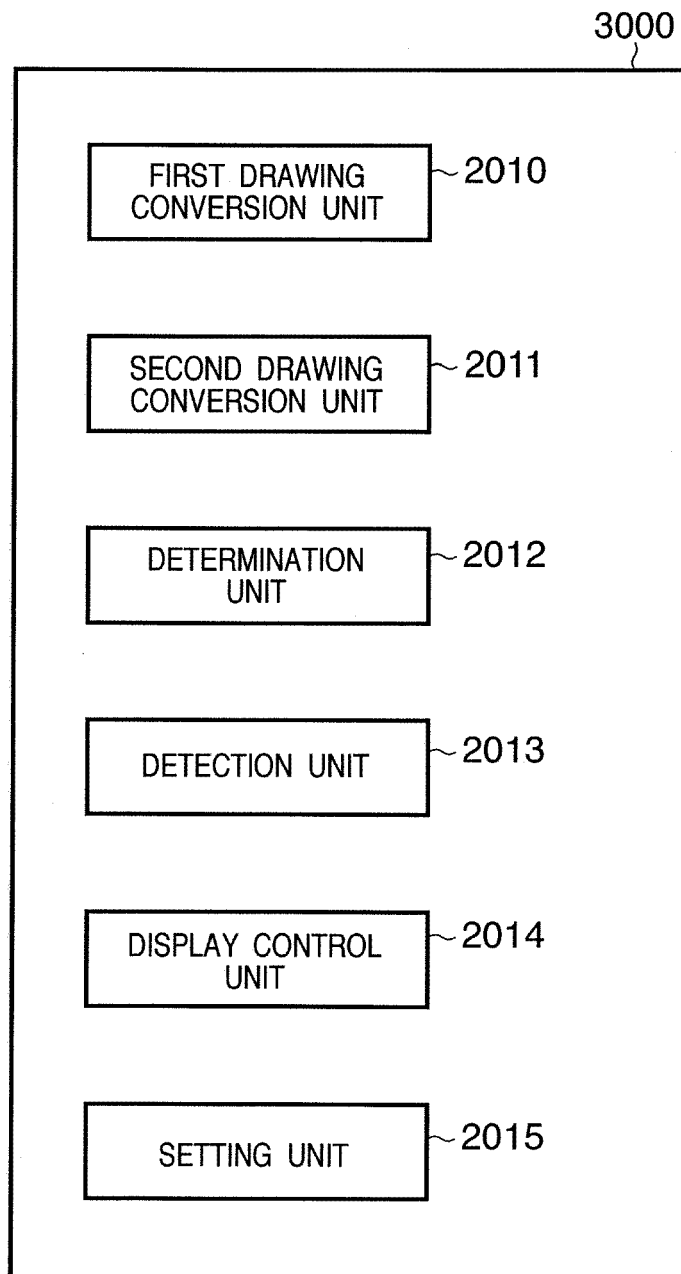 3000
FIRST DRAWING
CONVERSION UNIT
2010
SECOND DRAWING
CONVERSION UNIT
2011
DETERMINATION
UNIT
2012
DETECTION UNIT
2013
DISPLAY CONTROL
UNIT
2014
SETTING UNIT
2015